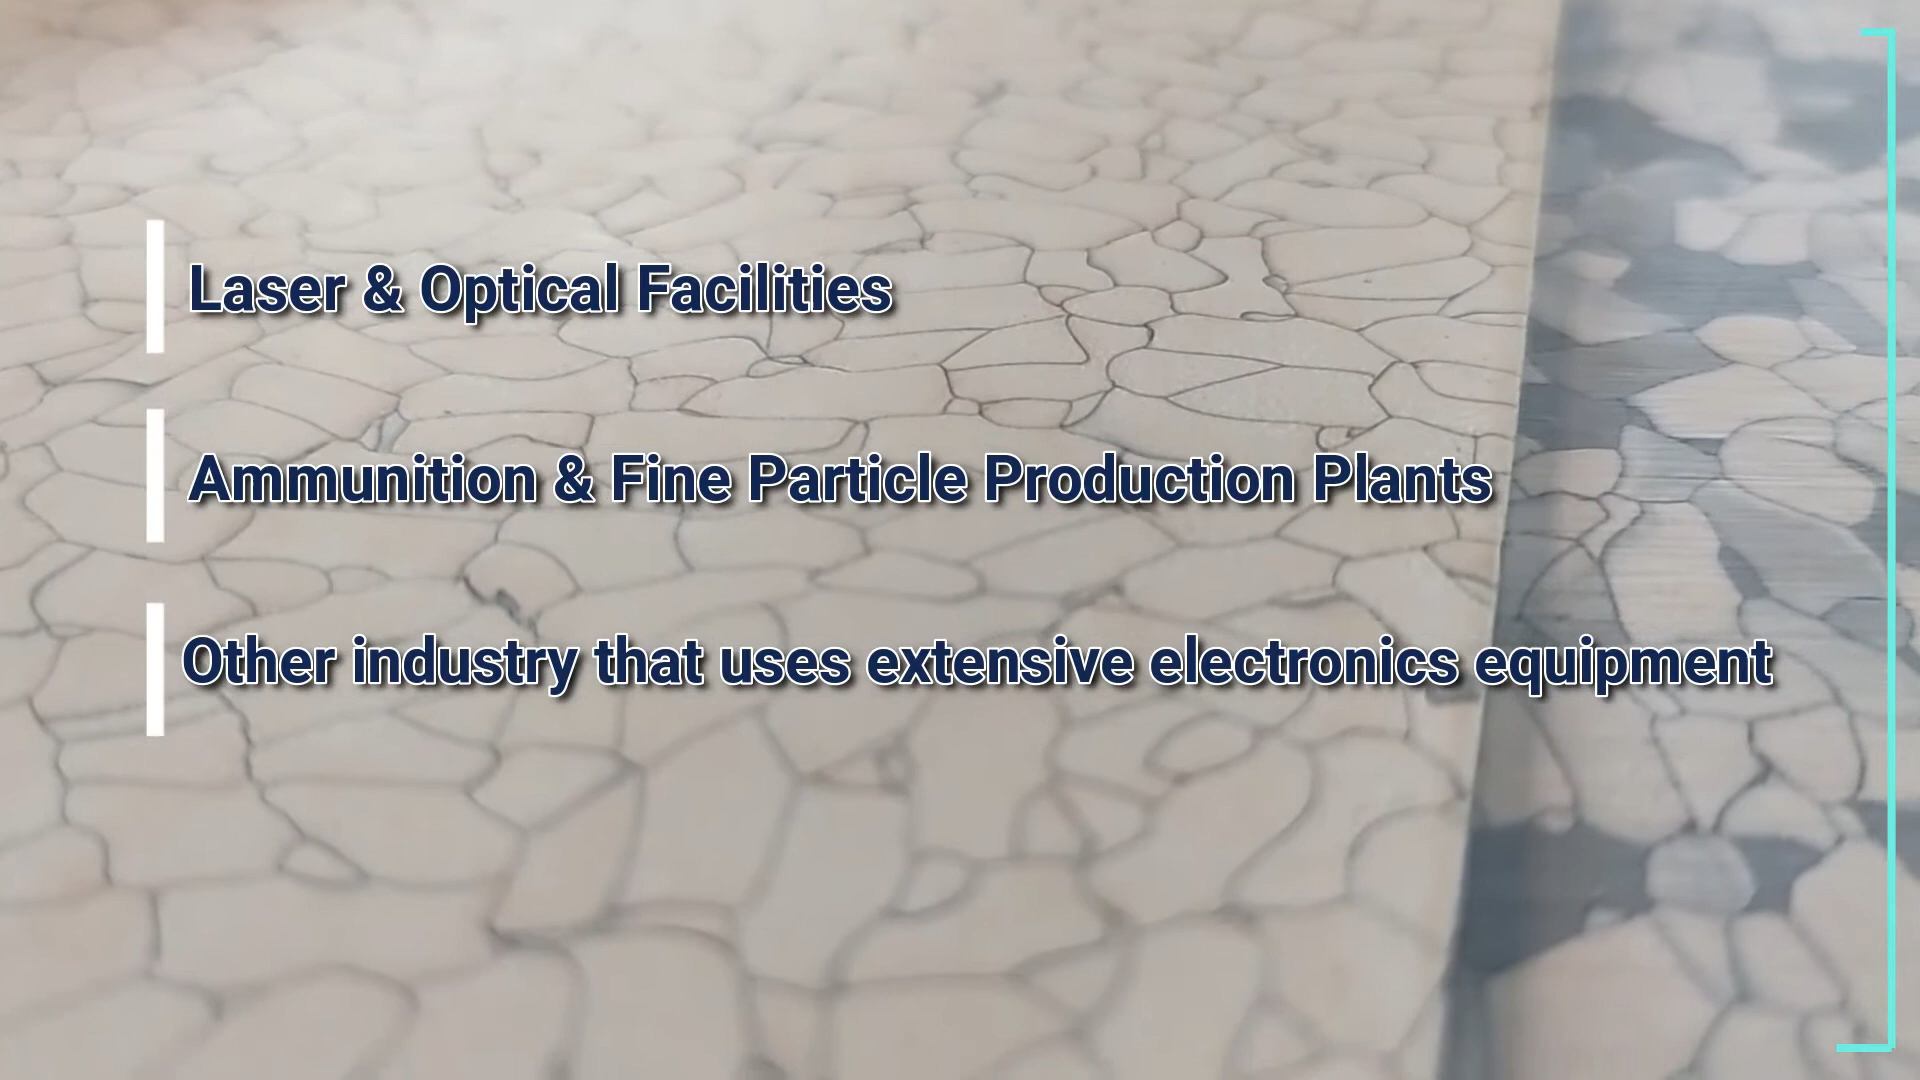 Laser & Optical Facilities
Ammunition & Fine Particle Production Plants
Other industry that uses extensive electronics equipment